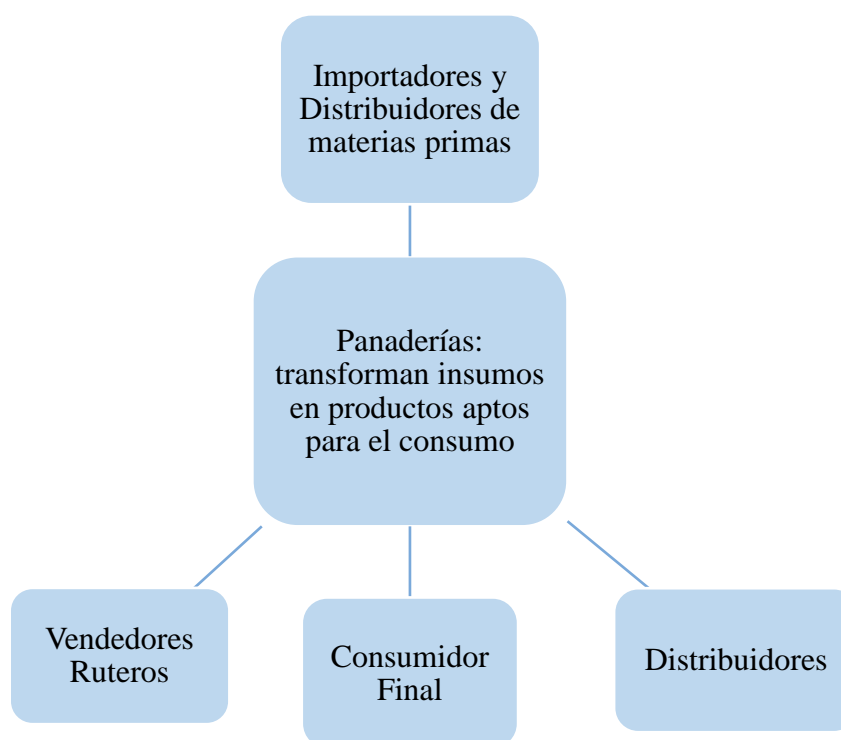 Importadores y
Distribuidores de
materias primas
Panaderías:
transforman insumos
en productos aptos
para el consumo
Vendedores
Ruteros
Consumidor
Final
Distribuidores